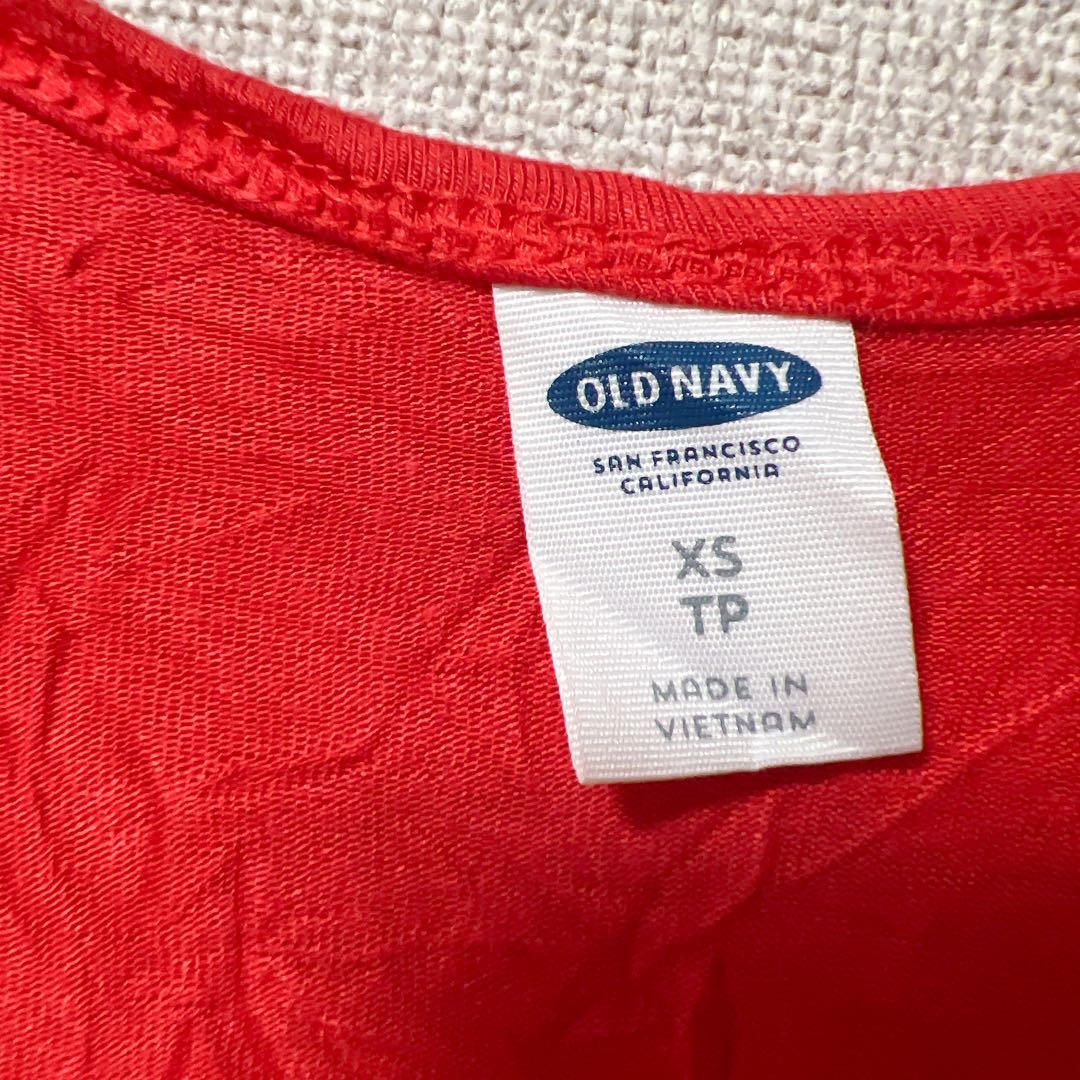 OLD NAVY
SAN FRANCISCO
CALIFORNIA
XS
TP
MADE IN
VIETNAM